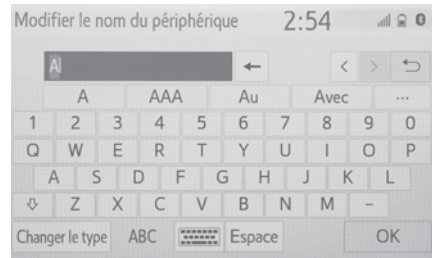 Modifier le nom du périphérique 2:54
A ← < >
A AAA Au Avec ...
1 2 3 4 5 6 7 8 9 0
Q W E R T Y U I O P
A S D F G H J K L
Z X C V B N M -
Changer le type ABC Espace OK